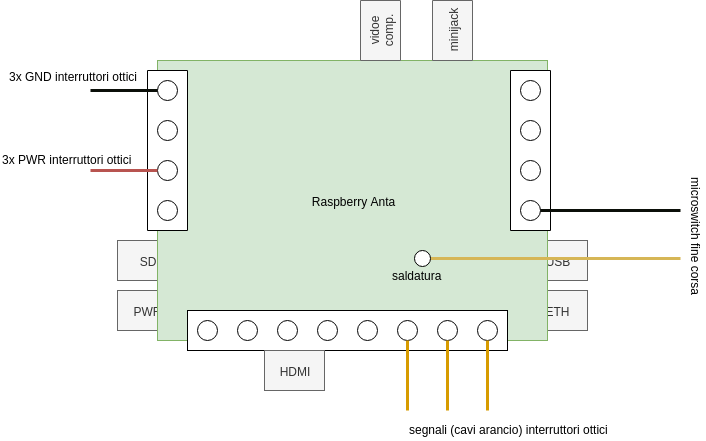 vidoe
comp.
minijack
3x GND interruttori ottici
3x PWR interruttori ottici
Raspberry Anta
microswitch fine corsa
SD
USB
saldatura
PWR
ETH
HDMI
segnali (cavi arancio) interruttori ottici